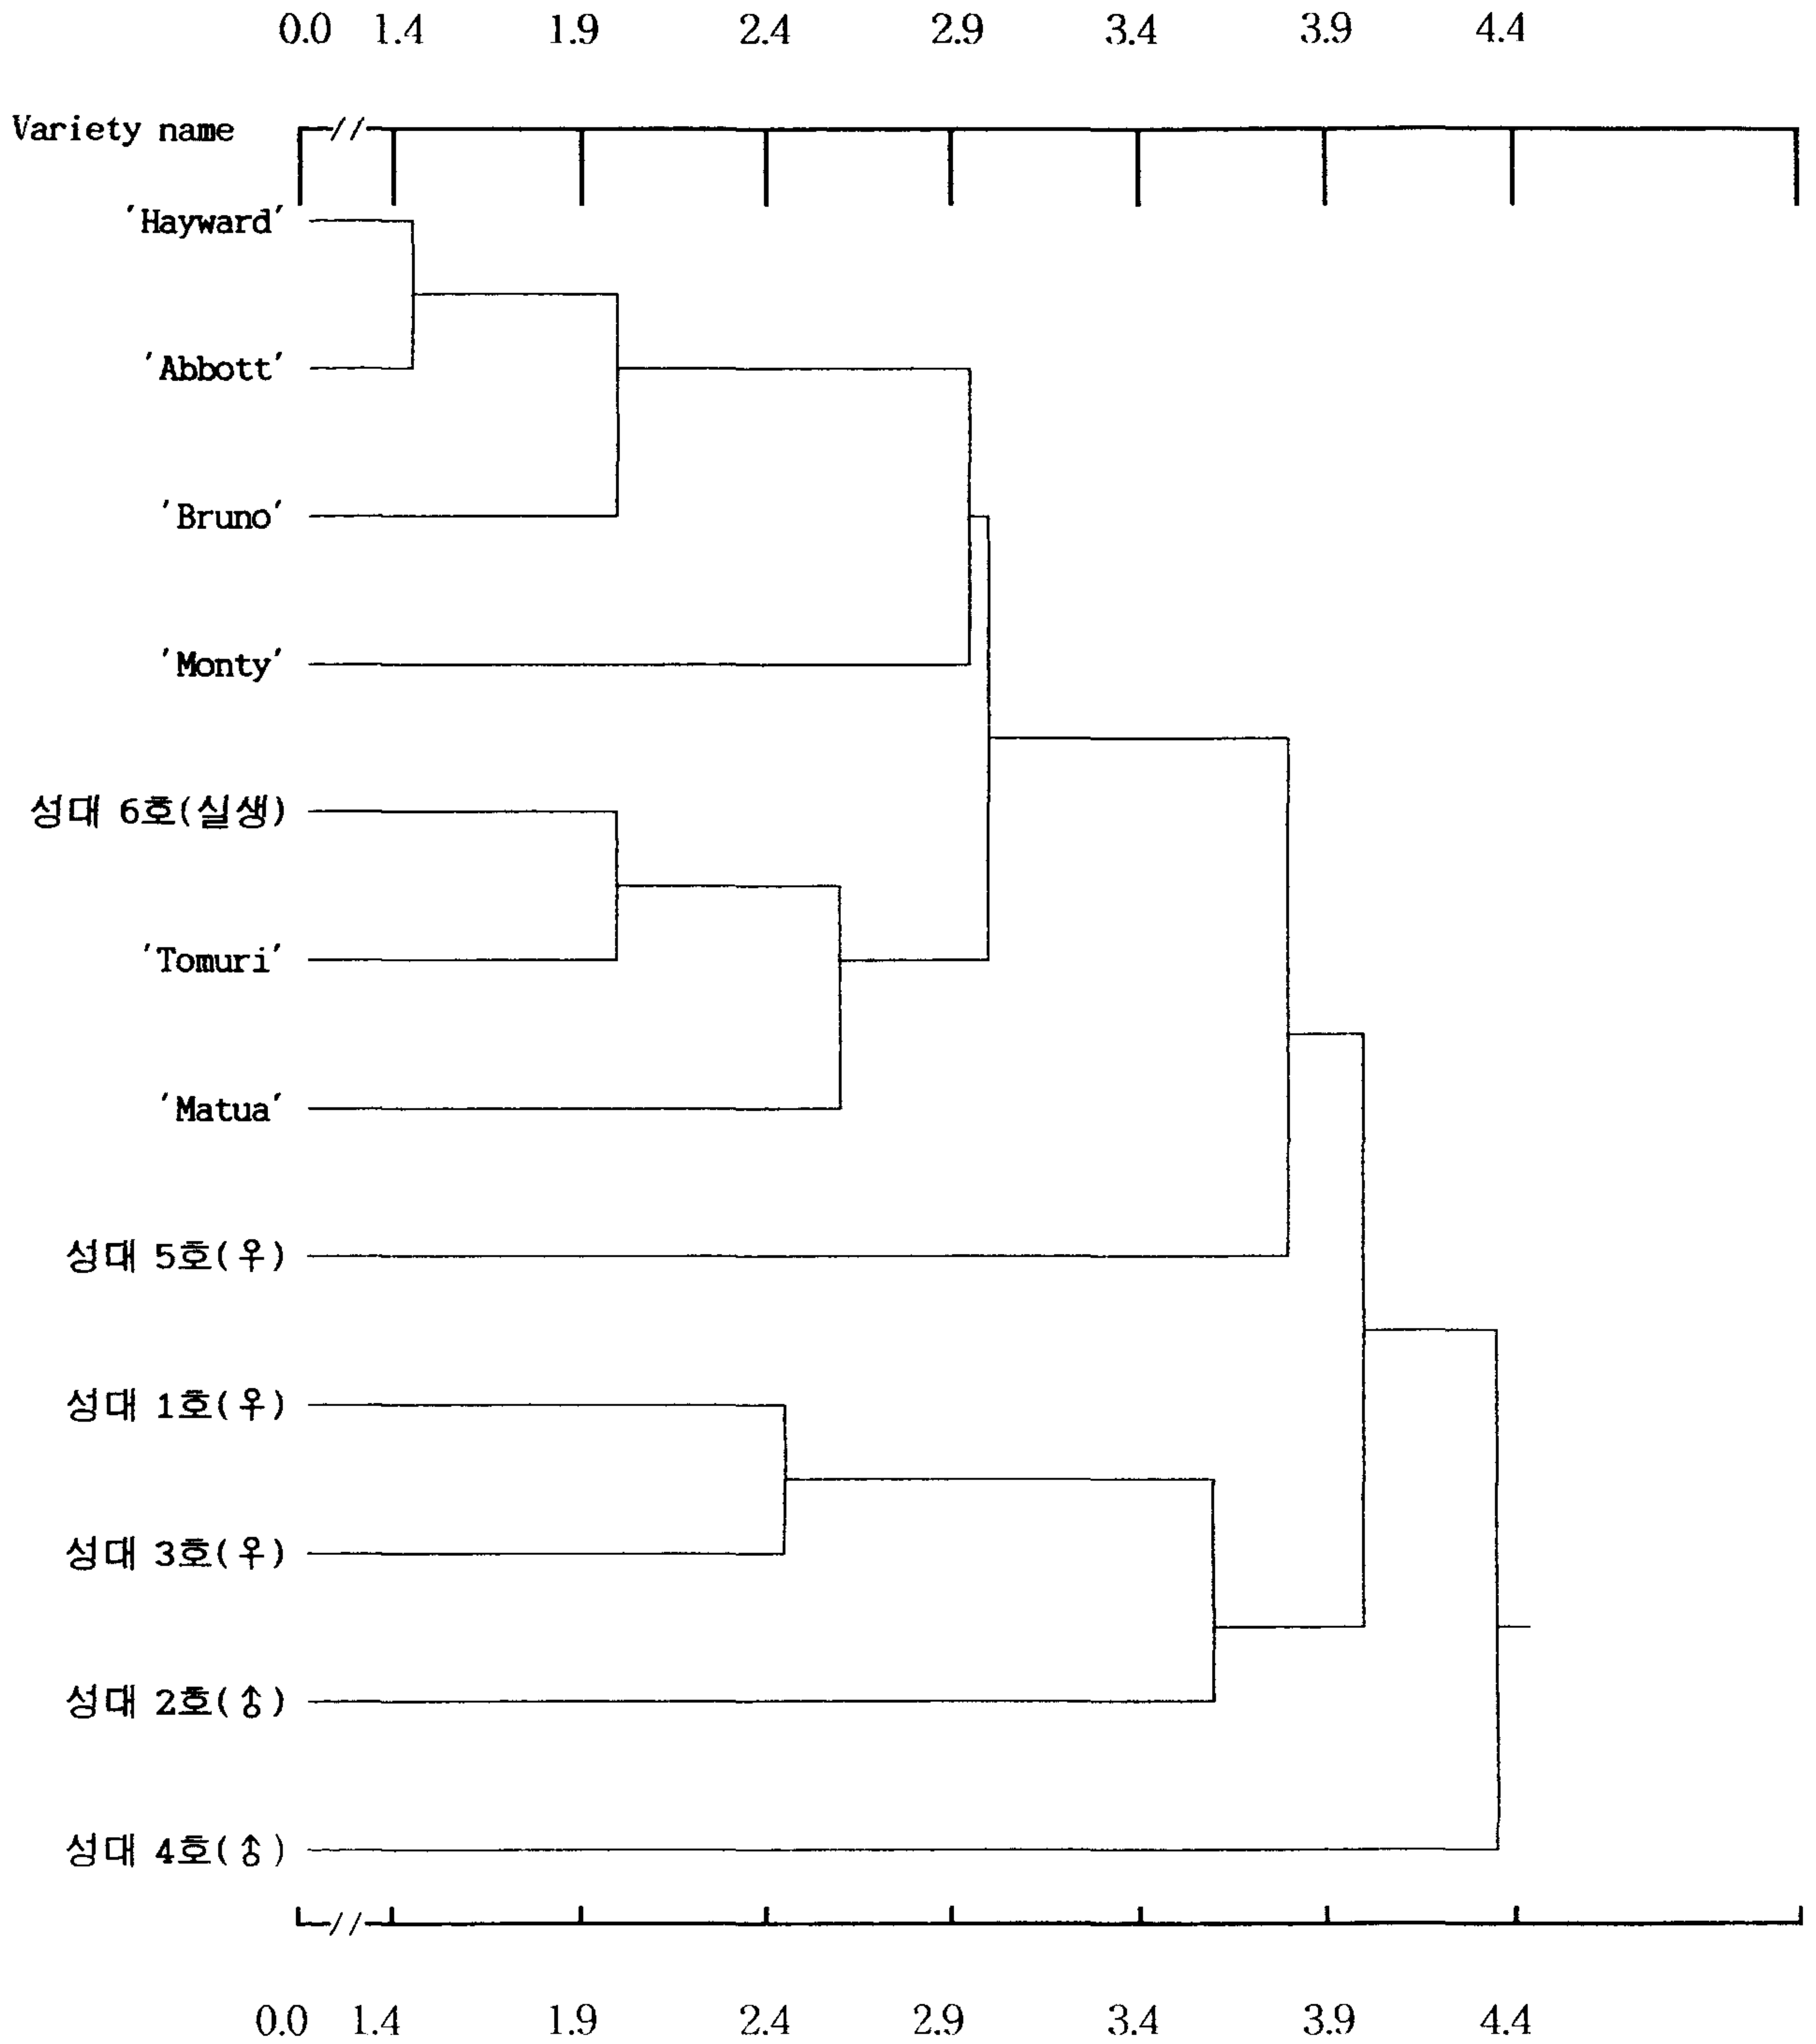 0.0 1.4 1.9 2.4 2.9 3.4 3.9 4.4
Variety name
'Hayward'
'Abbott'
'Bruno'
'Monty'
성대 6호(실생)
'Tomuri'
'Matua'
성대 5호(♀)
성대 1호(♀)
성대 3호(♀)
성대 2호(♂)
성대 4호(♂)
0.0 1.4 1.9 2.4 2.9 3.4 3.9 4.4